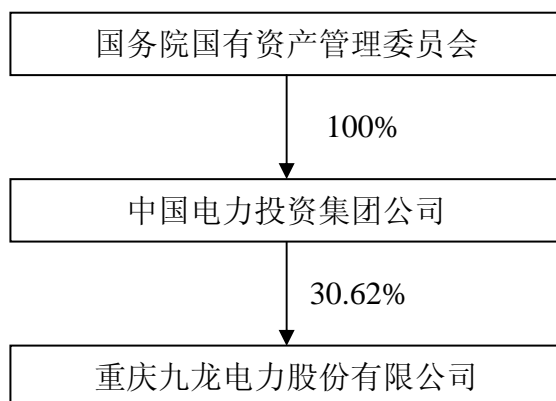 国务院国有资产管理委员会
100%
中国电力投资集团公司
30.62%
重庆九龙电力股份有限公司